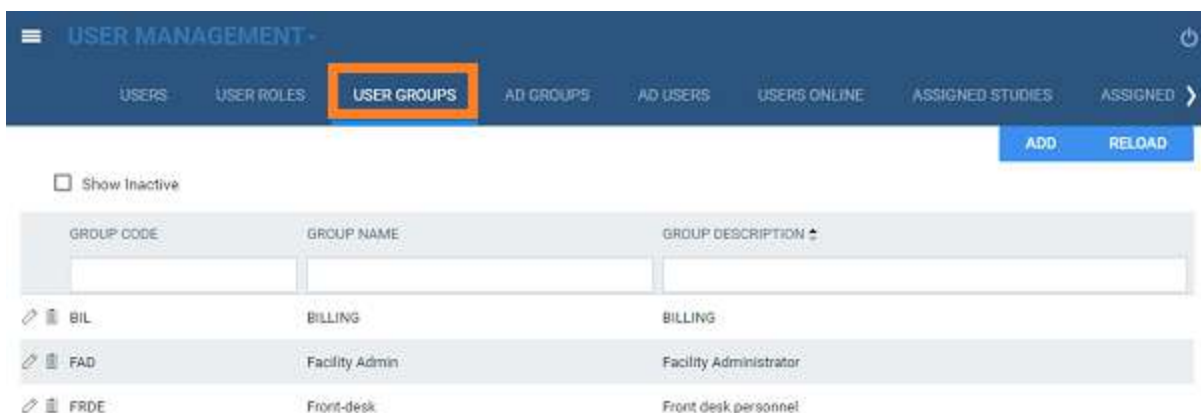 USER MANAGEMENT
USERS USER ROLES USER GROUPS AD GROUPS AD USERS USERS ONLINE ASSIGNED STUDIES ASSIGNED
ADD RELOAD
Show Inactive
GROUP CODE GROUP NAME GROUP DESCRIPTION
BIL BILLING BILLING
FAD Facility Admin Facility Administrator
FRDE Front-desk Front desk personnel